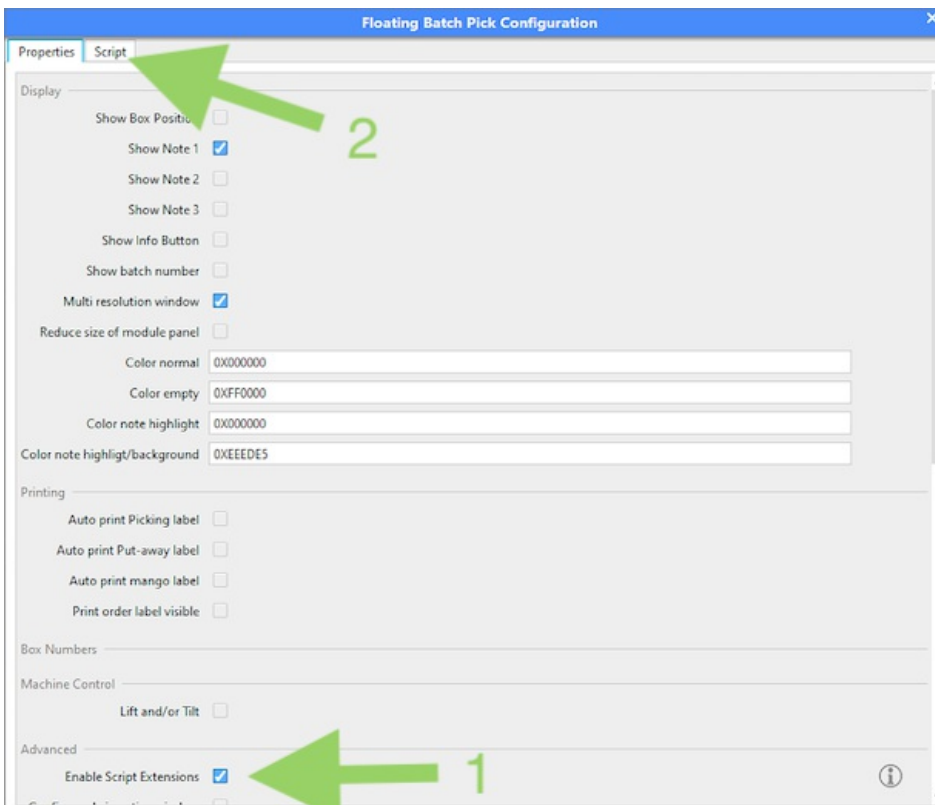 Floating Batch Pick Configuration
Properties Script
Display
Show Box Position
Show Note 1
2
Show Note 2
Show Note 3
Show Info Button
Show batch number
Multi resolution window
Reduce size of module panel
Color normal 0X000000
Color empty 0XFF0000
Color note highlight 0X000000
Color note highligt/background 0XEEEDE5
Printing
Auto print Picking label
Auto print Put-away label
Auto print mango label
Print order label visible
Box Numbers
Machine Control
Lift and/or Tilt
Advanced
Enable Script Extensions 1